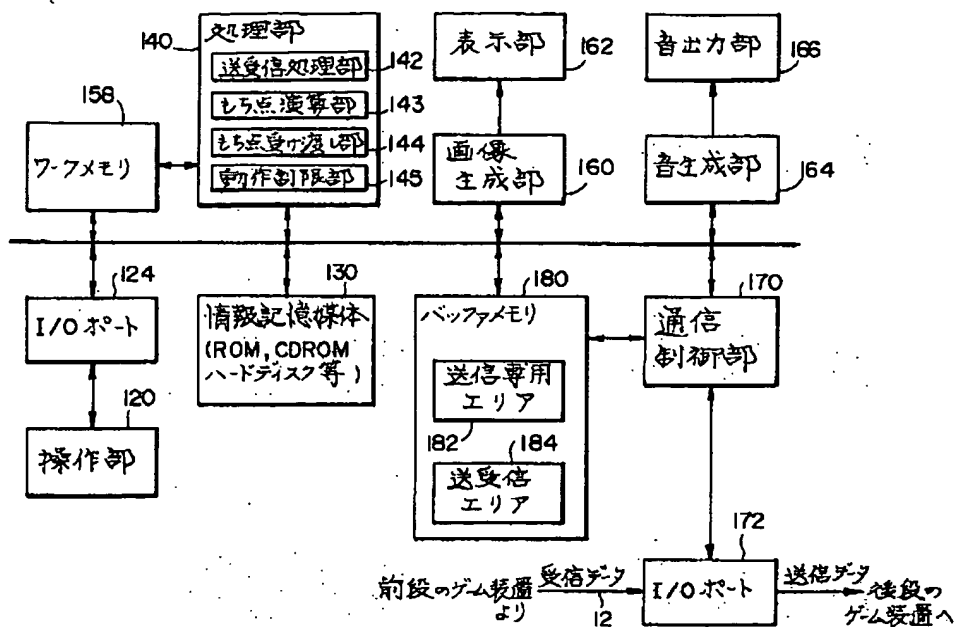 処理部
140
送受信処理部
142
もち点演算部
143
もち点受け渡し部
144
動作制限部
145
表示部
162
音出力部
166
158
ワークメモリ
画像
生成部
160
音生成部
164
124
I/Oポート
130
情報記憶媒体
(ROM, CDROM
ハードディスク等)
180
バッファメモリ
送信専用
エリア
182
184
送受信
エリア
170
通信
制御部
120
操作部
172
I/Oポート
前段のゲーム装置
より
受信データ
12
送信データ
後段の
ゲーム装置へ